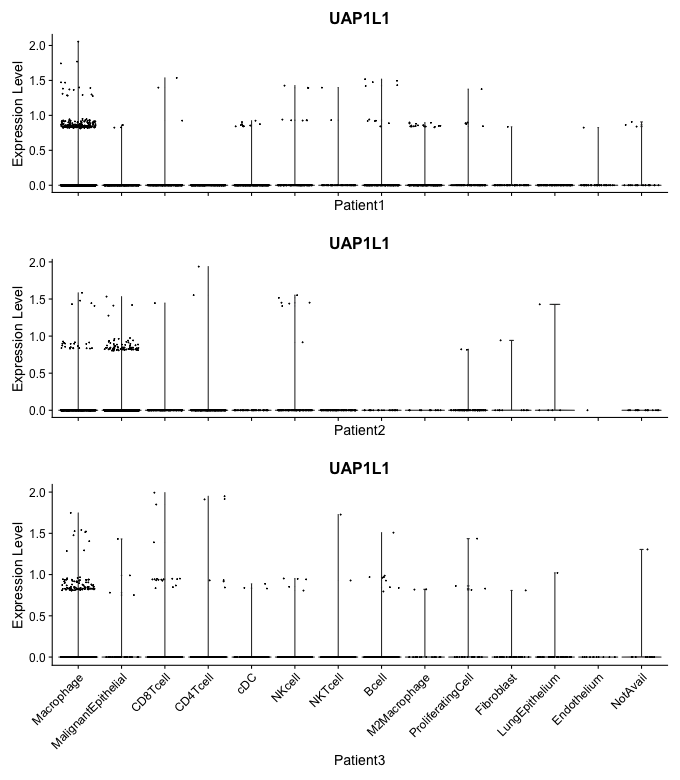 UAP1L1
Expression Level
2.0
1.5
1.0
0.5
0.0
Patient1
UAP1L1
Expression Level
2.0
1.5
1.0
0.5
0.0
Patient2
UAP1L1
Expression Level
2.0
1.5
1.0
0.5
0.0
Macrophage
MalignantEpithelial
CD8Tcell
CD4Tcell
cDC
NKcell
NKTcell
Bcell
M2Macrophage
ProliferatingCell
Fibroblast
LungEpithelium
Endothelium
NotAvail
Patient3